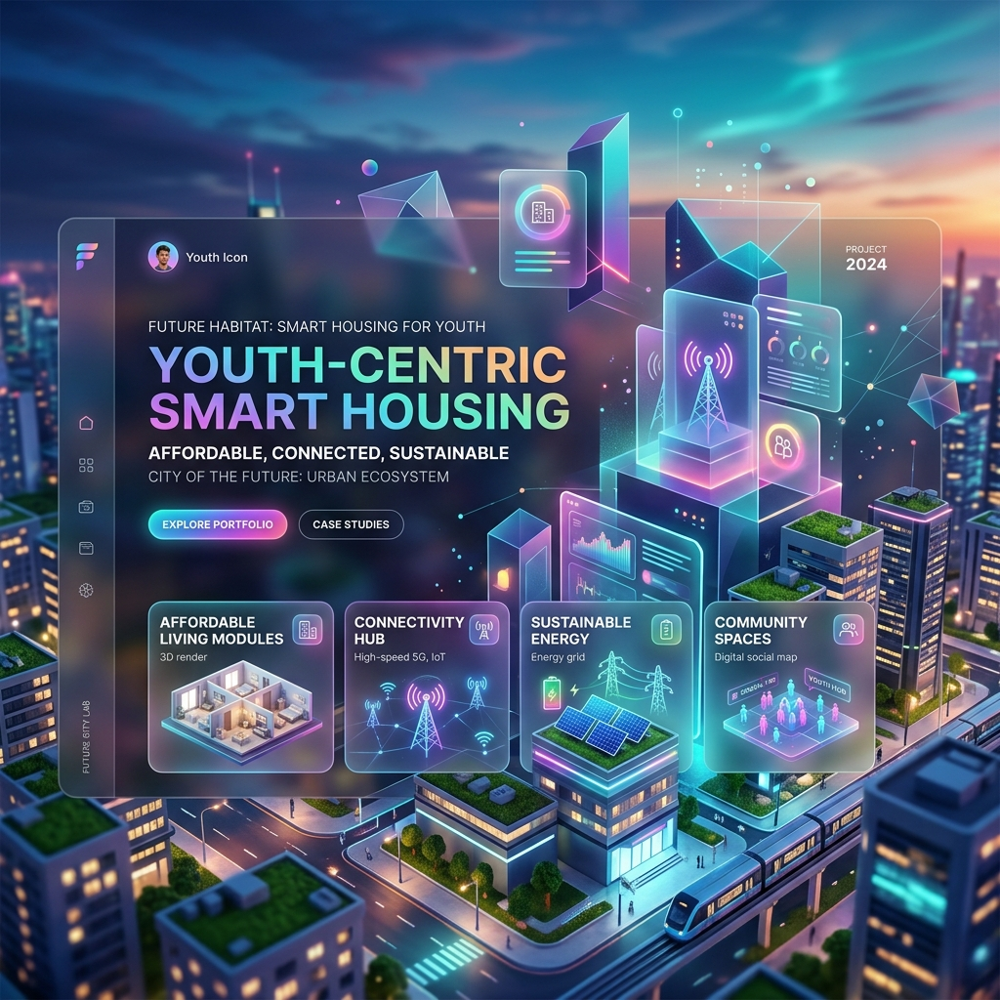 Youth Icon
PROJECT
2024
FUTURE HABITAT: SMART HOUSING FOR YOUTH
YOUTH-CENTRIC
SMART HOUSING
AFFORDABLE, CONNECTED, SUSTAINABLE
CITY OF THE FUTURE: URBAN ECOSYSTEM
EXPLORE PORTFOLIO
CASE STUDIES
AFFORDABLE
LIVING MODULES
3D render
CONNECTIVITY
HUB
High-speed 5G, IoT
SUSTAINABLE
ENERGY
Energy grid
COMMUNITY
SPACES
Digital social map
YOUTH HUB
FUTURE CITY LAB